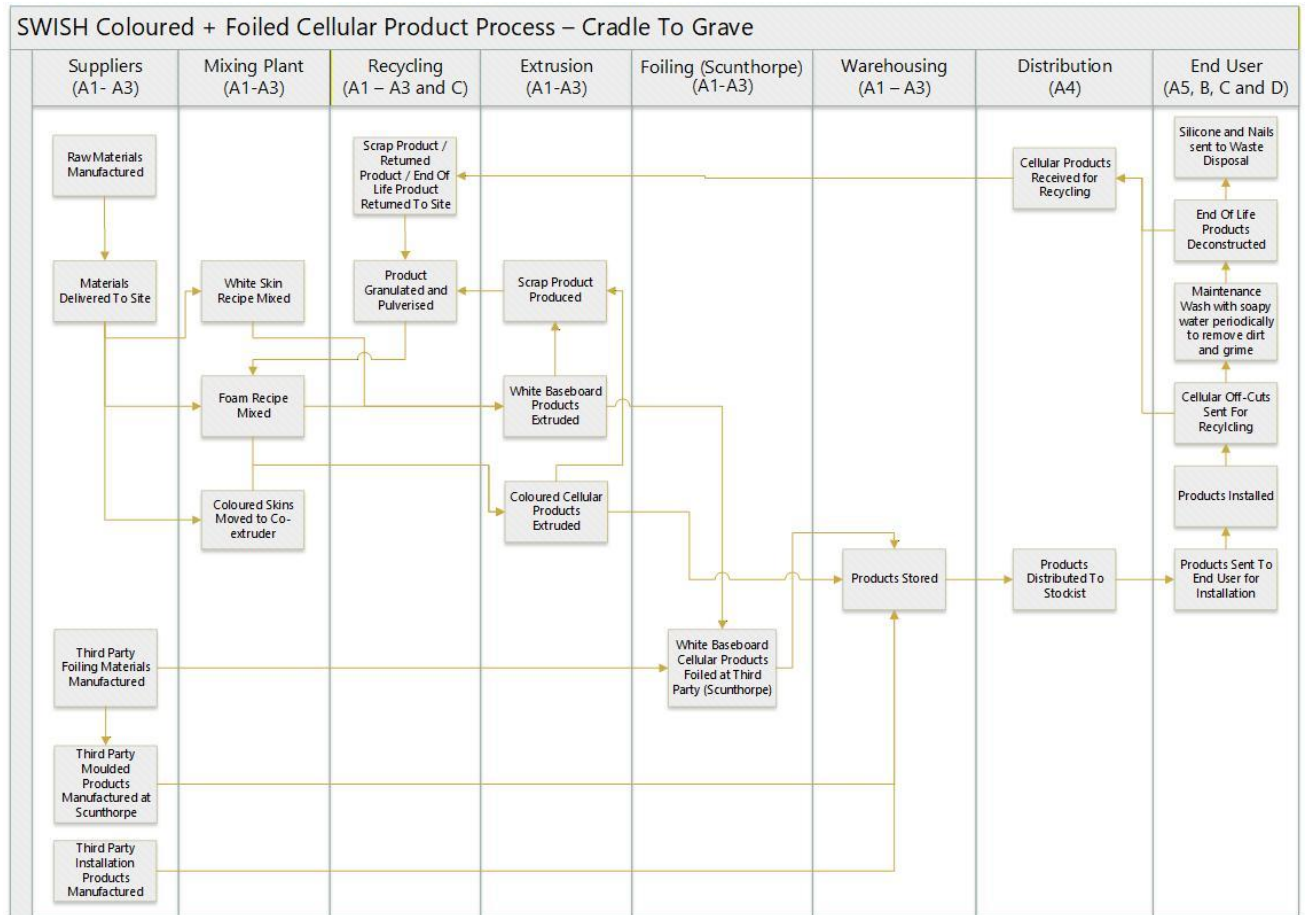 SWISH Coloured + Foiled Cellular Product Process – Cradle To Grave
Suppliers
(A1- A3)
Mixing Plant
(A1-A3)
Recycling
(A1 – A3 and C)
Extrusion
(A1-A3)
Foiling (Scunthorpe)
(A1-A3)
Warehousing
(A1 – A3)
Distribution
(A4)
End User
(A5, B, C and D)
Raw Materials
Manufactured
Scrap Product /
Returned
Product / End Of
Life Product
Returned To Site
Cellular Products
Received for
Recycling
Silicone and Nails
sent to Waste
Disposal
End Of Life
Products
Deconstructed
Materials
Delivered To Site
White Skin
Recipe Mixed
Product
Granulated and
Pulverised
Scrap Product
Produced
Maintenance
Wash with soapy
water periodically
to remove dirt
and grime
Foam Recipe
Mixed
White Baseboard
Products
Extruded
Cellular Off-Cuts
Sent For
Recylcling
Coloured Skins
Moved to Co-
extruder
Coloured Cellular
Products
Extruded
Products Installed
Products Stored
Products
Distributed To
Stockist
Products Sent To
End User for
Installation
Third Party
Foiling Materials
Manufactured
White Baseboard
Cellular Products
Foiled at Third
Party (Scunthorpe)
Third Party
Moulded
Products
Manufactured at
Scunthorpe
Third Party
Installation
Products
Manufactured